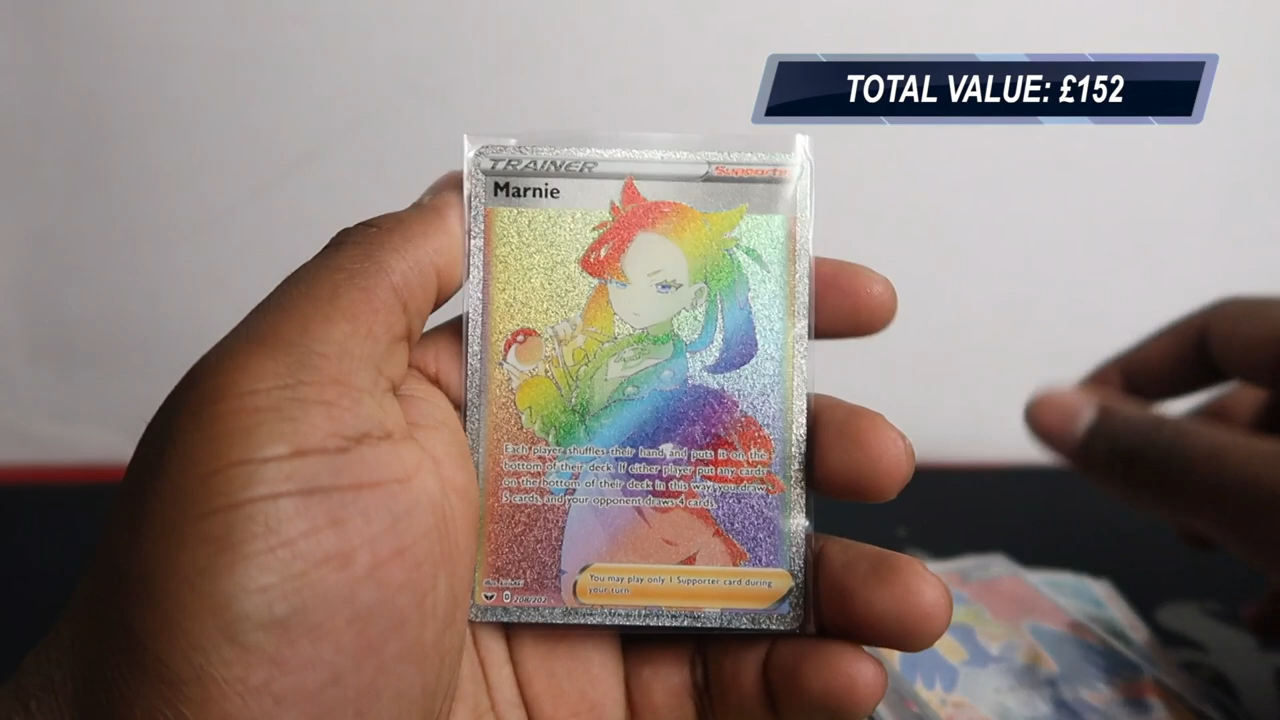 TOTAL VALUE: £152
TRAINER
Supporter
Marnie
Each player shuffles their hand and puts it on the
bottom of their deck. If either player put any cards
on the bottom of their deck in this way, you draw
5 cards, and your opponent draws 4 cards.
You may play only 1 Supporter card during
your turn.